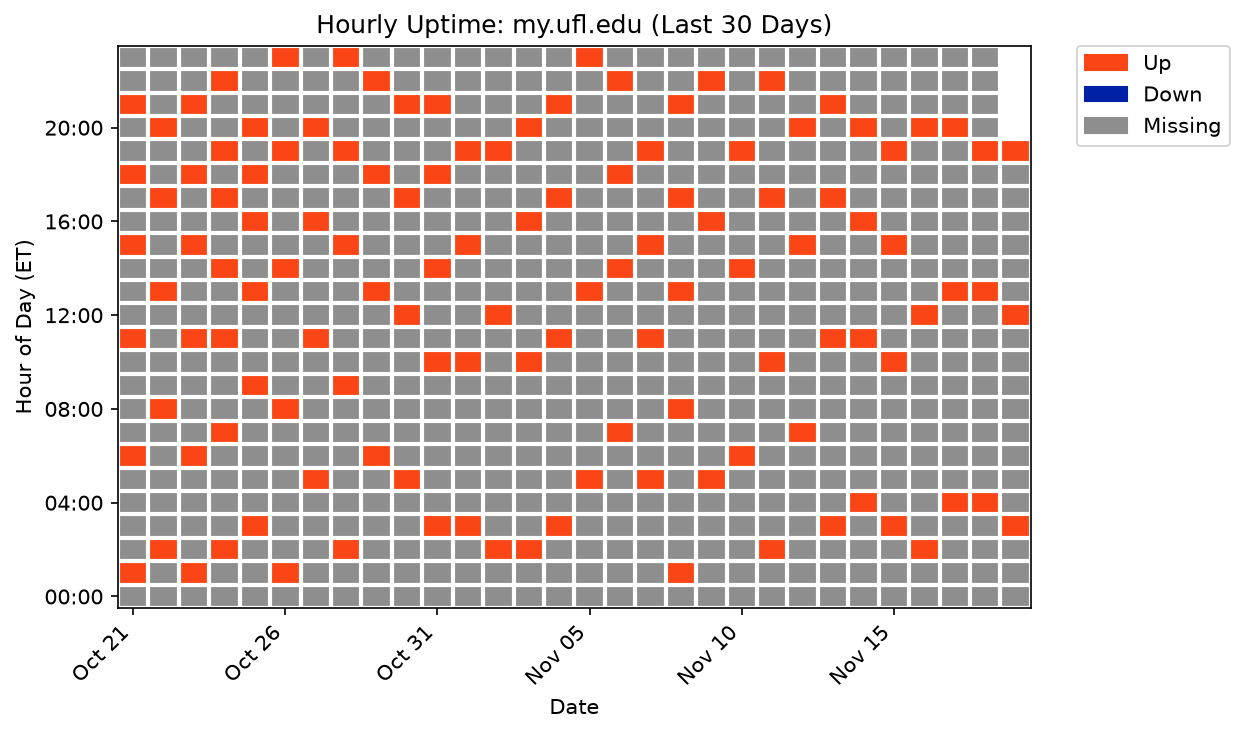 Hourly Uptime: my.ufl.edu (Last 30 Days)
Up
Down
Missing
Hour of Day (ET)
20:00
16:00
12:00
08:00
04:00
00:00
Oct 21
Oct 26
Oct 31
Nov 05
Nov 10
Nov 15
Date